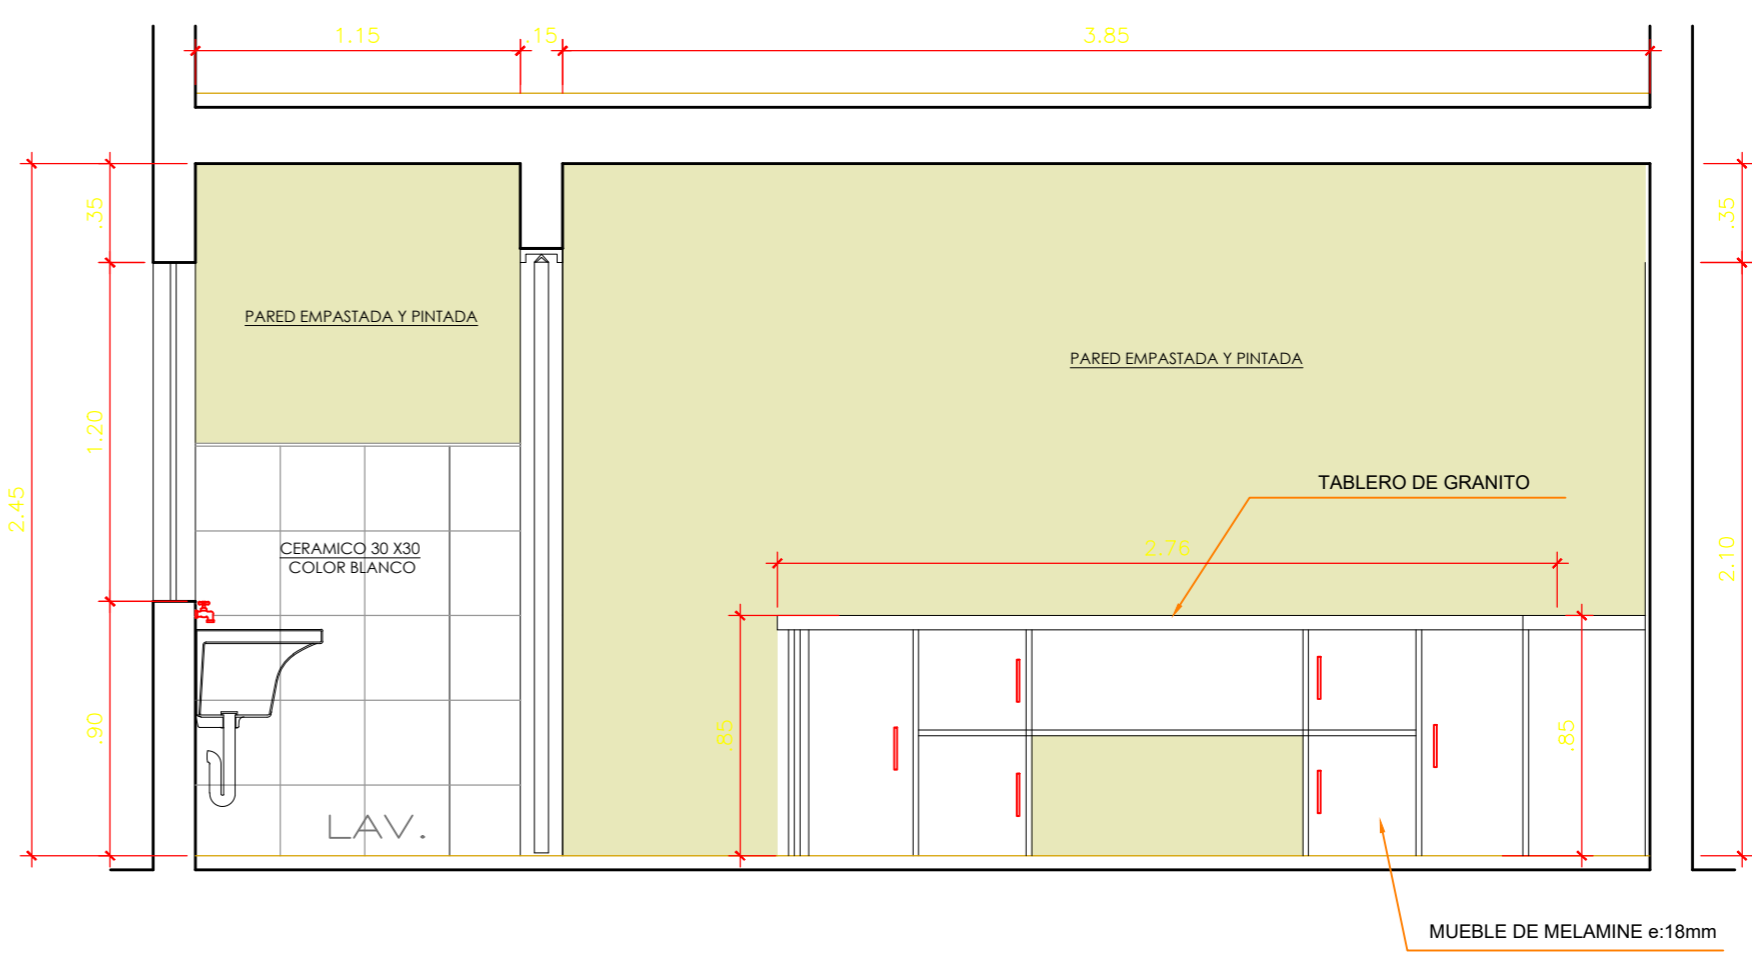 1.15
.15
3.85
.35
.35
PARED EMPASTADA Y PINTADA
PARED EMPASTADA Y PINTADA
1.20
2.45
TABLERO DE GRANITO
CERAMICO 30 X30
COLOR BLANCO
2.76
2.10
.90
.85
.85
LAV.
MUEBLE DE MELAMINE e:18mm